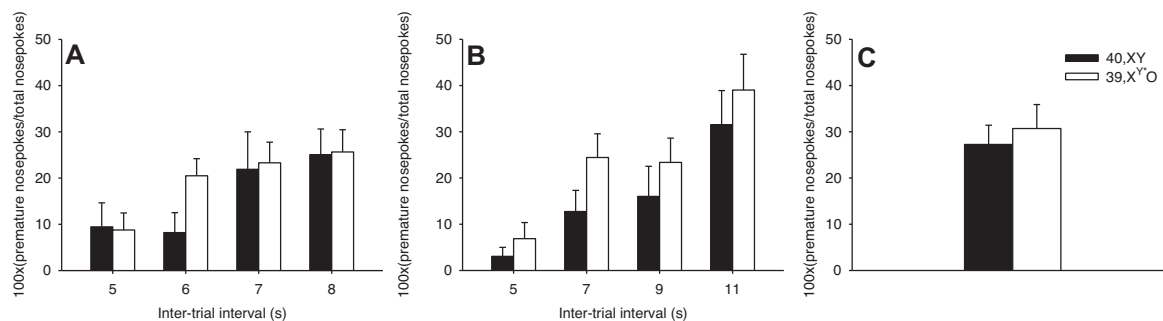 A
100x(premature nosepokes/total nosepokes)
50
40
30
20
10
0
5 6 7 8
Inter-trial interval (s)
B
100x(premature nosepokes/total nosepokes)
50
40
30
20
10
0
5 7 9 11
Inter-trial interval (s)
C
100x(premature nosepokes/total nosepokes)
50
40
30
20
10
0
40,XY
39,X^Y*O